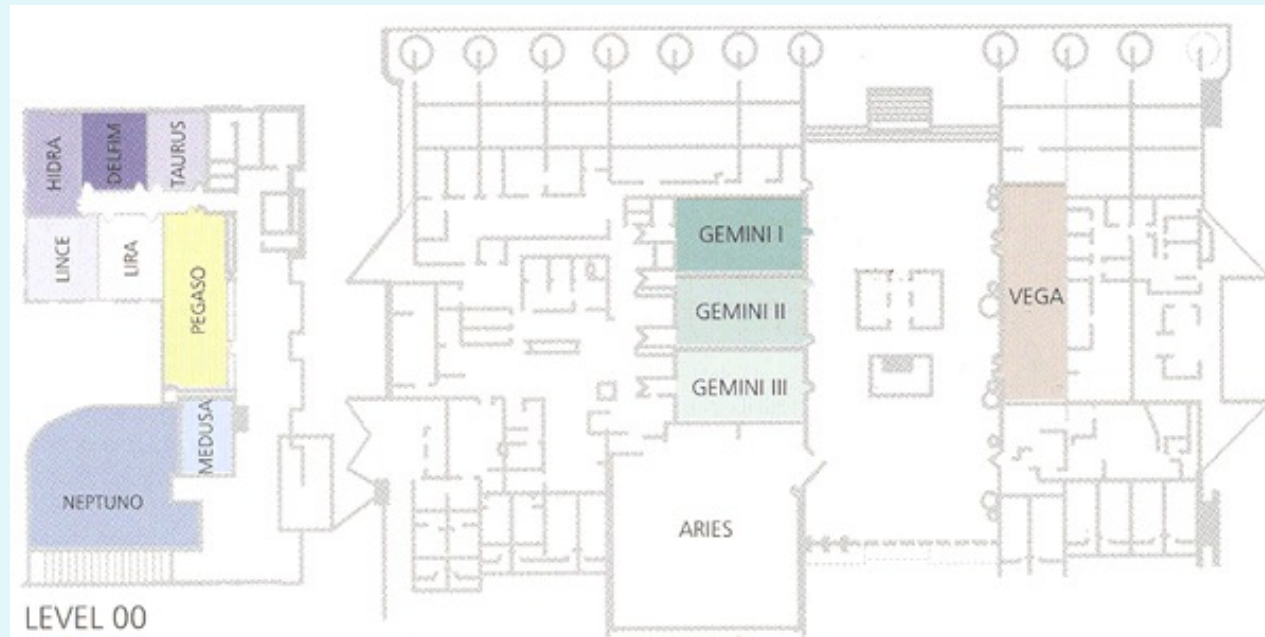 HIDRA
DELFIM
TAURUS
LINCE
LIRA
PEGASO
MEDUSA
NEPTUNO
GEMINI I
GEMINI II
GEMINI III
ARIES
VEGA
LEVEL 00